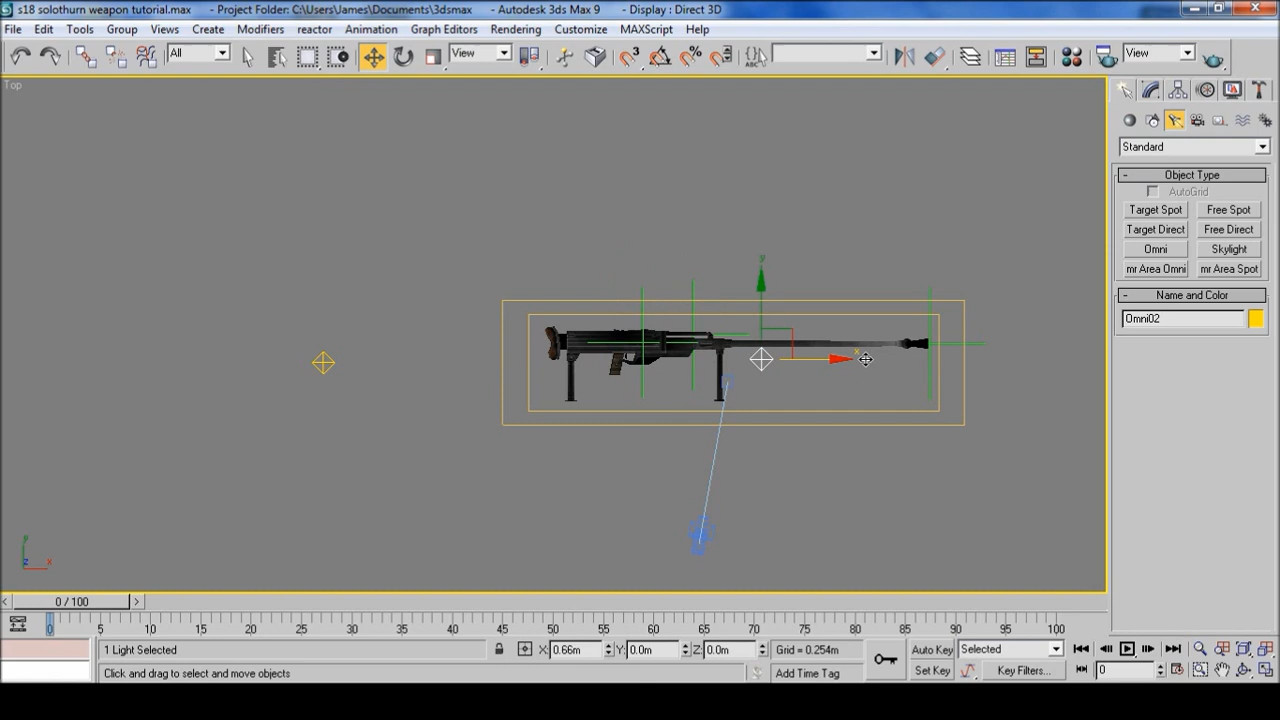 s18 solothurn weapon tutorial.max - Project Folder: C:\Users\James\Documents\3dsmax - Autodesk 3ds Max 9 - Display : Direct 3D
File Edit Tools Group Views Create Modifiers reactor Animation Graph Editors Rendering Customize MAXScript Help
All View View
Top
Standard
- Object Type
AutoGrid
Target Spot Free Spot
Target Direct Free Direct
Omni Skylight
mr Area Omni mr Area Spot
- Name and Color
Omni02
y
x
y
z x
< 0 / 100 >
0 5 10 15 20 25 30 35 40 45 50 55 60 65 70 75 80 85 90 95 100
1 Light Selected X: 0.66m Y: 0.0m Z: 0.0m Grid = 0.254m Auto Key Selected
Click and drag to select and move objects Add Time Tag Set Key Key Filters... 0